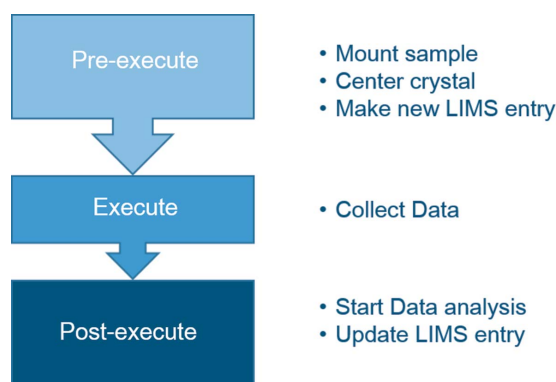 Pre-execute
• Mount sample
• Center crystal
• Make new LIMS entry
Execute
• Collect Data
Post-execute
• Start Data analysis
• Update LIMS entry